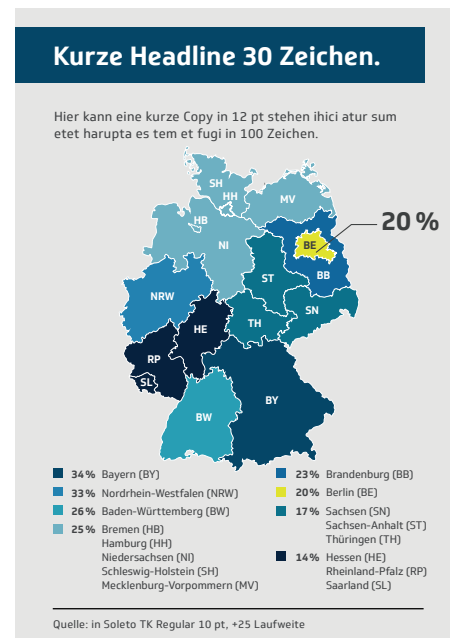 Kurze Headline 30 Zeichen.
Hier kann eine kurze Copy in 12 pt stehen ihici atur sum
etet harupta es tem et fugi in 100 Zeichen.
SH
HH
MV
HB
NI
20 %
BE
BB
ST
NRW
SN
HE
TH
RP
SL
BY
BW
34 % Bayern (BY)
33 % Nordrhein-Westfalen (NRW)
26 % Baden-Württemberg (BW)
25 % Bremen (HB)
Hamburg (HH)
Niedersachsen (NI)
Schleswig-Holstein (SH)
Mecklenburg-Vorpommern (MV)
23 % Brandenburg (BB)
20 % Berlin (BE)
17 % Sachsen (SN)
Sachsen-Anhalt (ST)
Thüringen (TH)
14 % Hessen (HE)
Rheinland-Pfalz (RP)
Saarland (SL)
Quelle: in Soleto TK Regular 10 pt, +25 Laufweite